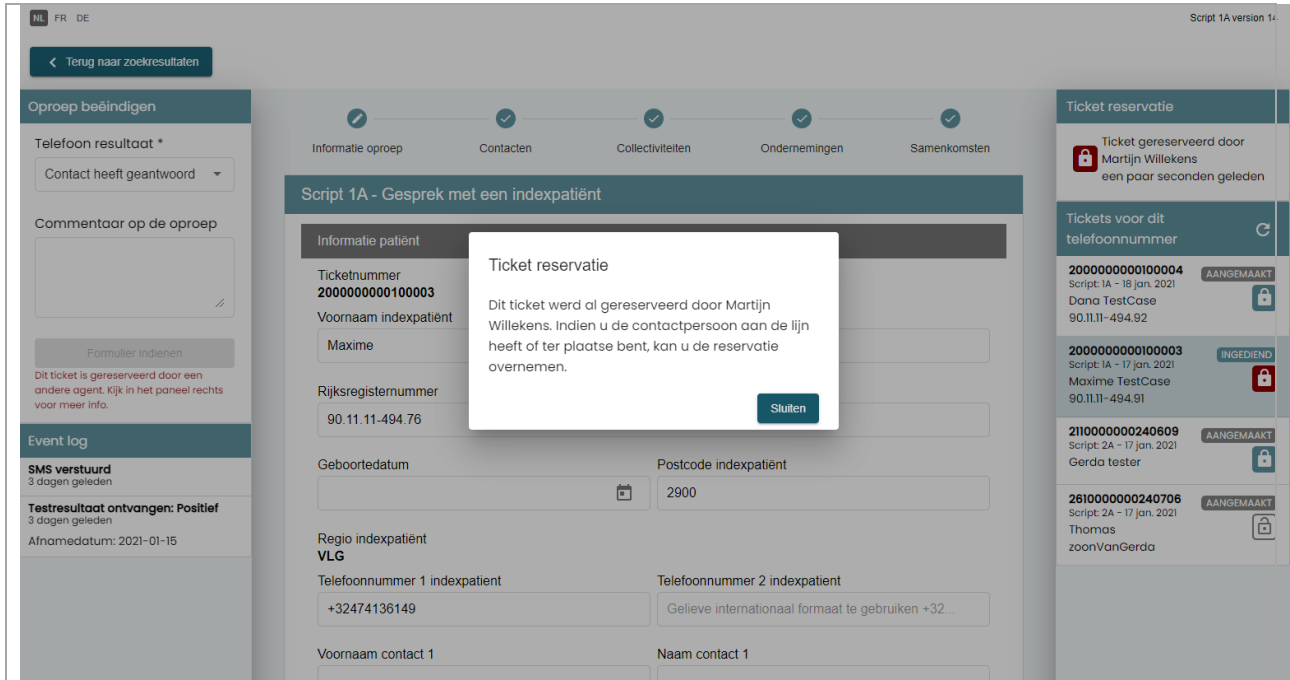 NL FR DE
Script 1A version 14
Terug naar zoekresultaten
Oproep beëindigen
Telefoon resultaat *
Contact heeft geantwoord
Commentaar op de oproep
Formulier indienen
Dit ticket is gereserveerd door een
andere agent. Kijk in het paneel rechts
voor meer info.
Event log
SMS verstuurd
3 dagen geleden
Testresultaat ontvangen: Positief
3 dagen geleden
Afnamedatum: 2021-01-15
Informatie oproep
Contacten
Collectiviteiten
Ondernemingen
Samenkomsten
Script 1A - Gesprek met een indexpatiënt
Informatie patiënt
Ticketnummer
2000000000100003
Voornaam indexpatiënt
Maxime
Rijksregisternummer
90.11.11-494.76
Geboortedatum
Postcode indexpatiënt
2900
Regio indexpatiënt
VLG
Telefoonnummer 1 indexpatient
Telefoonnummer 2 indexpatient
+32474136149
Gelieve internationaal formaat te gebruiken +32...
Voornaam contact 1
Naam contact 1
Ticket reservatie
Dit ticket werd al gereserveerd door Martijn
Willekens. Indien u de contactpersoon aan de lijn
heeft of ter plaatse bent, kan u de reservatie
overnemen.
Sluiten
Ticket reservatie
Ticket gereserveerd door
Martijn Willekens
een paar seconden geleden
Tickets voor dit
telefoonnummer
2000000000100004
AANGEMAAKT
Script: 1A - 18 jan. 2021
Dana TestCase
90.11.11-494.92
2000000000100003
INGEDIEND
Script: 1A - 17 jan. 2021
Maxime TestCase
90.11.11-494.91
2110000000240609
AANGEMAAKT
Script: 2A - 17 jan. 2021
Gerda tester
2610000000240706
AANGEMAAKT
Script: 2A - 17 jan. 2021
Thomas
zoonVanGerda